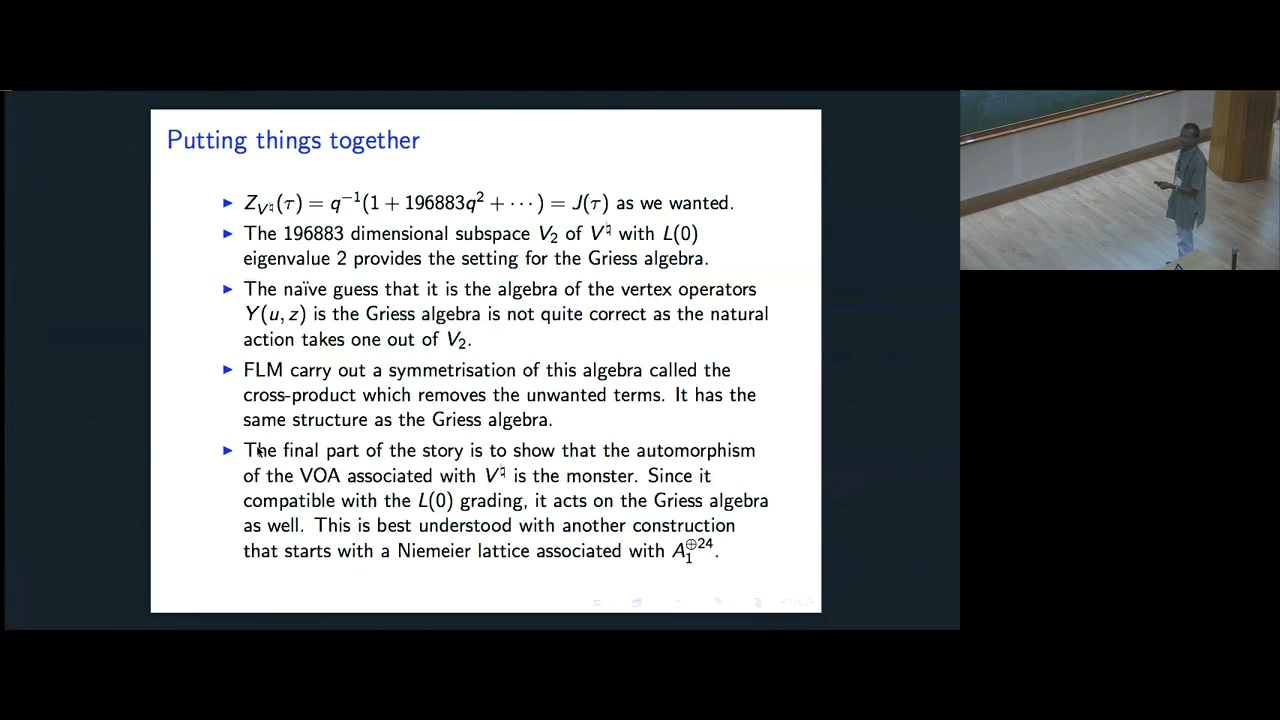 Putting things together
▶ Z_{V^♮}(τ) = q^{−1}(1 + 196883q^2 + ⋯) = J(τ) as we wanted.
▶ The 196883 dimensional subspace V_2 of V^♮ with L(0)
eigenvalue 2 provides the setting for the Griess algebra.
▶ The naïve guess that it is the algebra of the vertex operators
Y(u, z) is the Griess algebra is not quite correct as the natural
action takes one out of V_2.
▶ FLM carry out a symmetrisation of this algebra called the
cross-product which removes the unwanted terms. It has the
same structure as the Griess algebra.
▶ The final part of the story is to show that the automorphism
of the VOA associated with V^♮ is the monster. Since it
compatible with the L(0) grading, it acts on the Griess algebra
as well. This is best understood with another construction
that starts with a Niemeier lattice associated with A_1^{⊕24}.